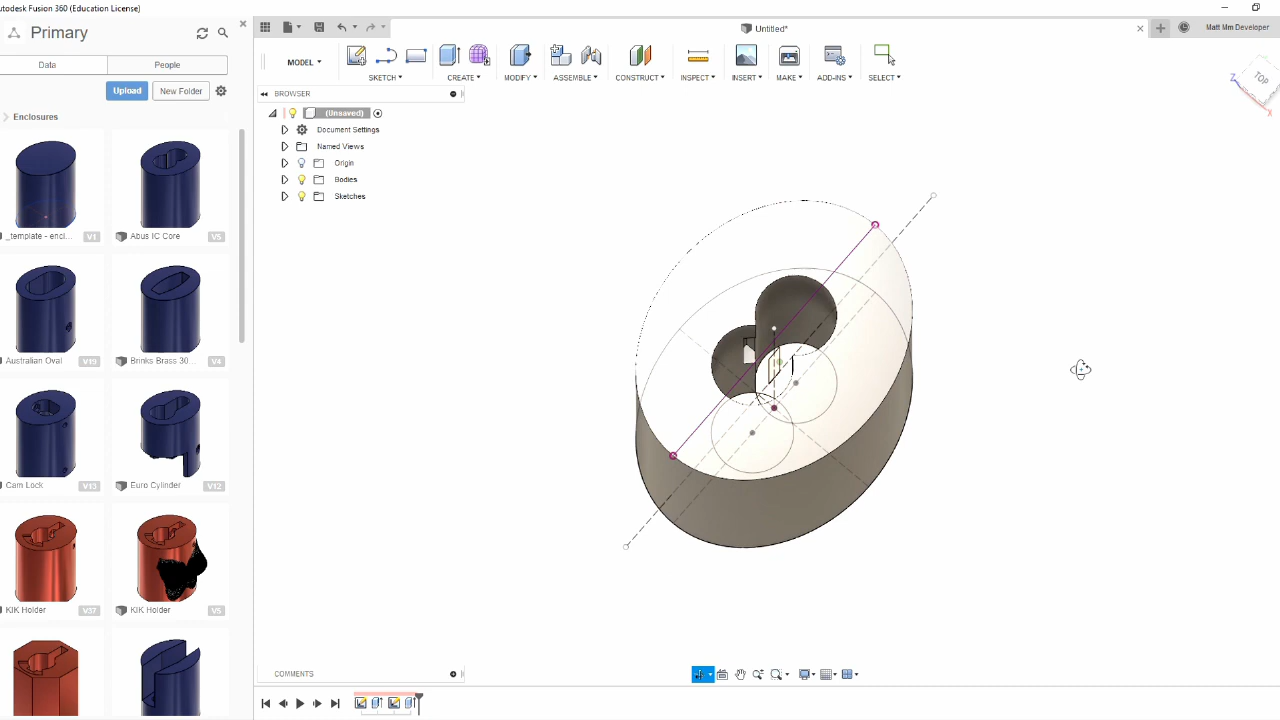 utodesk Fusion 360 (Education License)
Primary
Data
People
Upload
New Folder
Enclosures
_template - encl...
V1
Abus IC Core
V5
Australian Oval
V19
Brinks Brass 30...
V4
Cam Lock
V13
Euro Cylinder
V12
KIK Holder
V37
KIK Holder
V5
Untitled*
Matt Mm Developer
MODEL
SKETCH
CREATE
MODIFY
ASSEMBLE
CONSTRUCT
INSPECT
INSERT
MAKE
ADD-INS
SELECT
BROWSER
(Unsaved)
Document Settings
Named Views
Origin
Bodies
Sketches
TOP
Z
X
COMMENTS